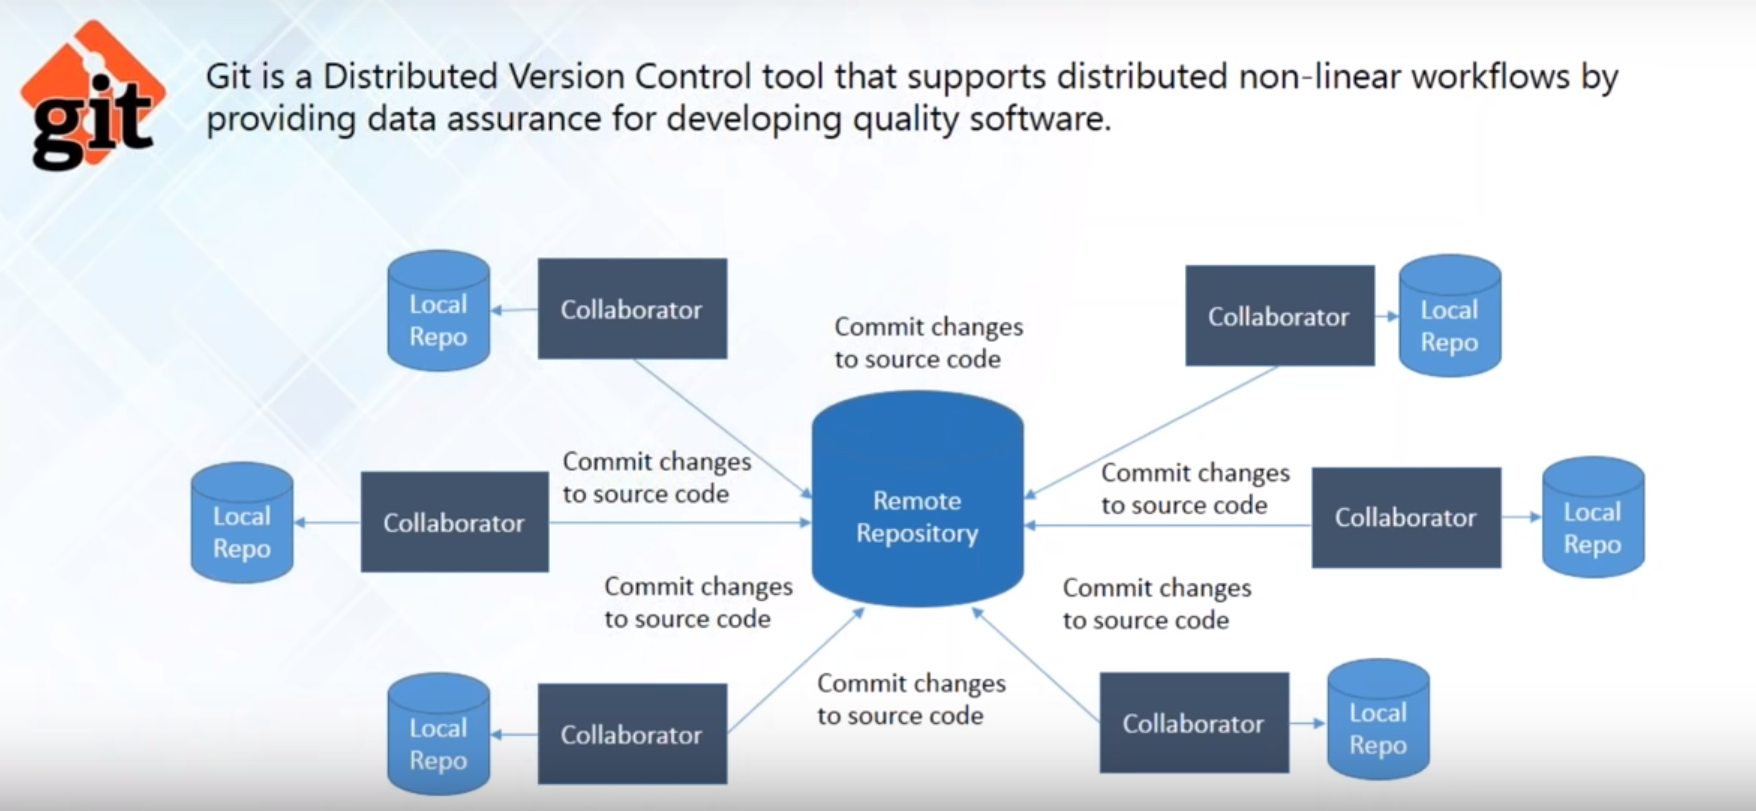 git
Git is a Distributed Version Control tool that supports distributed non-linear workflows by
providing data assurance for developing quality software.
Local
Repo
Collaborator
Commit changes
to source code
Collaborator
Local
Repo
Local
Repo
Collaborator
Commit changes
to source code
Remote
Repository
Commit changes
to source code
Collaborator
Local
Repo
Commit changes
to source code
Commit changes
to source code
Local
Repo
Collaborator
Commit changes
to source code
Collaborator
Local
Repo